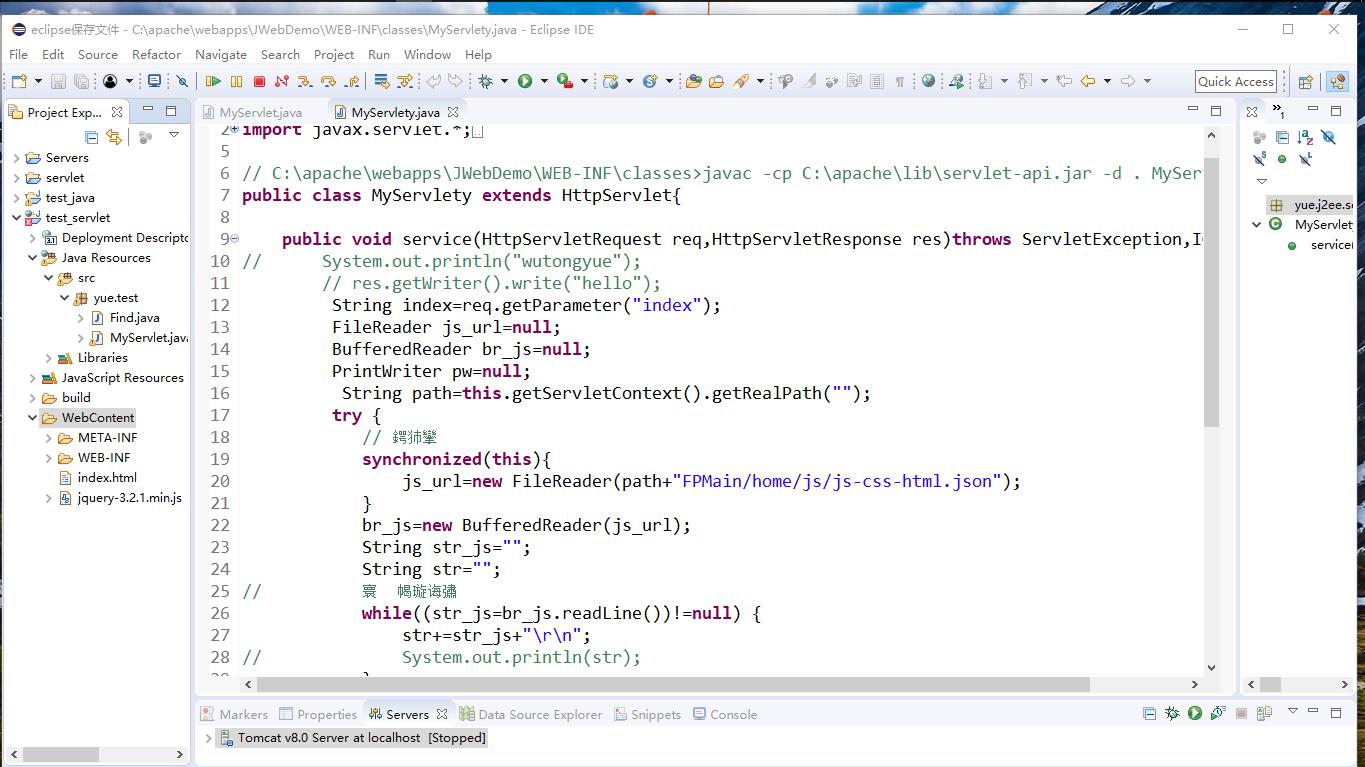 eclipse保存文件 - C:\apache\webapps\JWebDemo\WEB-INF\classes\MyServlety.java - Eclipse IDE
File Edit Source Refactor Navigate Search Project Run Window Help
Quick Access
Project Exp...
Servers
servlet
test_java
test_servlet
Deployment Descripto
Java Resources
src
yue.test
Find.java
MyServlet.java
Libraries
JavaScript Resources
build
WebContent
META-INF
WEB-INF
index.html
jquery-3.2.1.min.js
MyServlet.java MyServlety.java
2 import javax.servlet.*;
5
6 // C:\apache\webapps\JWebDemo\WEB-INF\classes>javac -cp C:\apache\lib\servlet-api.jar -d . MySer
7 public class MyServlety extends HttpServlet{
8
9 public void service(HttpServletRequest req,HttpServletResponse res)throws ServletException,I
10 // System.out.println("wutongyue");
11 // res.getWriter().write("hello");
12 String index=req.getParameter("index");
13 FileReader js_url=null;
14 BufferedReader br_js=null;
15 PrintWriter pw=null;
16 String path=this.getServletContext().getRealPath("");
17 try {
18 //
19 synchronized(this){
20 js_url=new FileReader(path+"FPMain/home/js/js-css-html.json");
21 }
22 br_js=new BufferedReader(js_url);
23 String str_js="";
24 String str="";
25 //
26 while((str_js=br_js.readLine())!=null) {
27 str+=str_js+"\r\n";
28 // System.out.println(str);
yue.j2ee.se
MyServlety
service(
Markers Properties Servers Data Source Explorer Snippets Console
Tomcat v8.0 Server at localhost [Stopped]